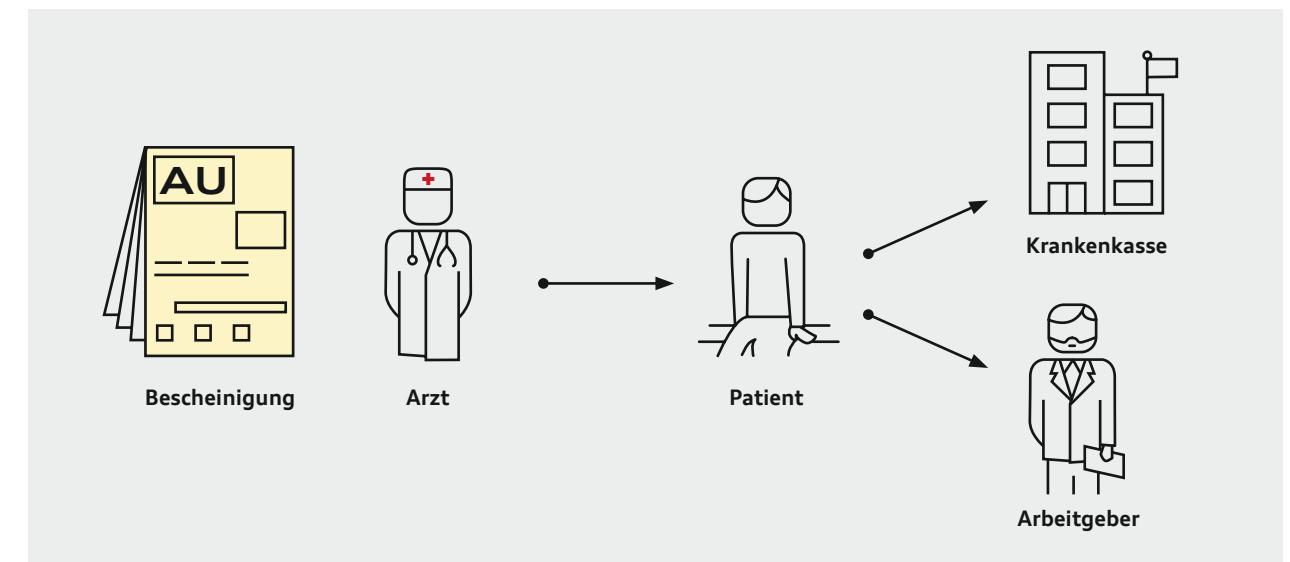 AU
Bescheinigung
Arzt
Patient
Krankenkasse
Arbeitgeber